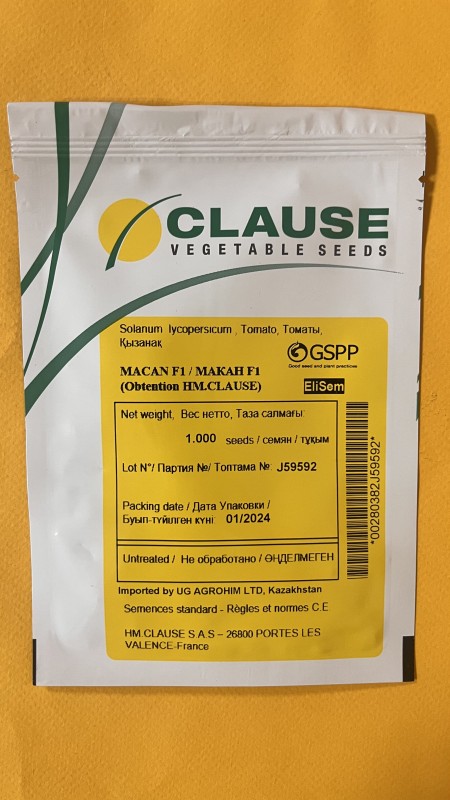 CLAUSE
VEGETABLE SEEDS
Solanum lycopersicum , Tomato, Томаты,
Қызанақ
GSPP
Good seed and plant practices
MACAN F1 / МАКАН F1
(Obtention HM.CLAUSE)
EliSem
Net weight, Вес нетто, Таза салмағы:
1.000 seeds / семян / тұқым
Lot N°/ Партия №/ Топтама №: J59592
Packing date / Дата Упаковки /
Буып-түйілген күні: 01/2024
*00280382J59592*
Untreated / Не обработано / ӨҢДЕЛМЕГЕН
Imported by UG AGROHIM LTD, Kazakhstan
Semences standard - Règles et normes C.E
HM.CLAUSE S.A.S – 26800 PORTES LES
VALENCE-France